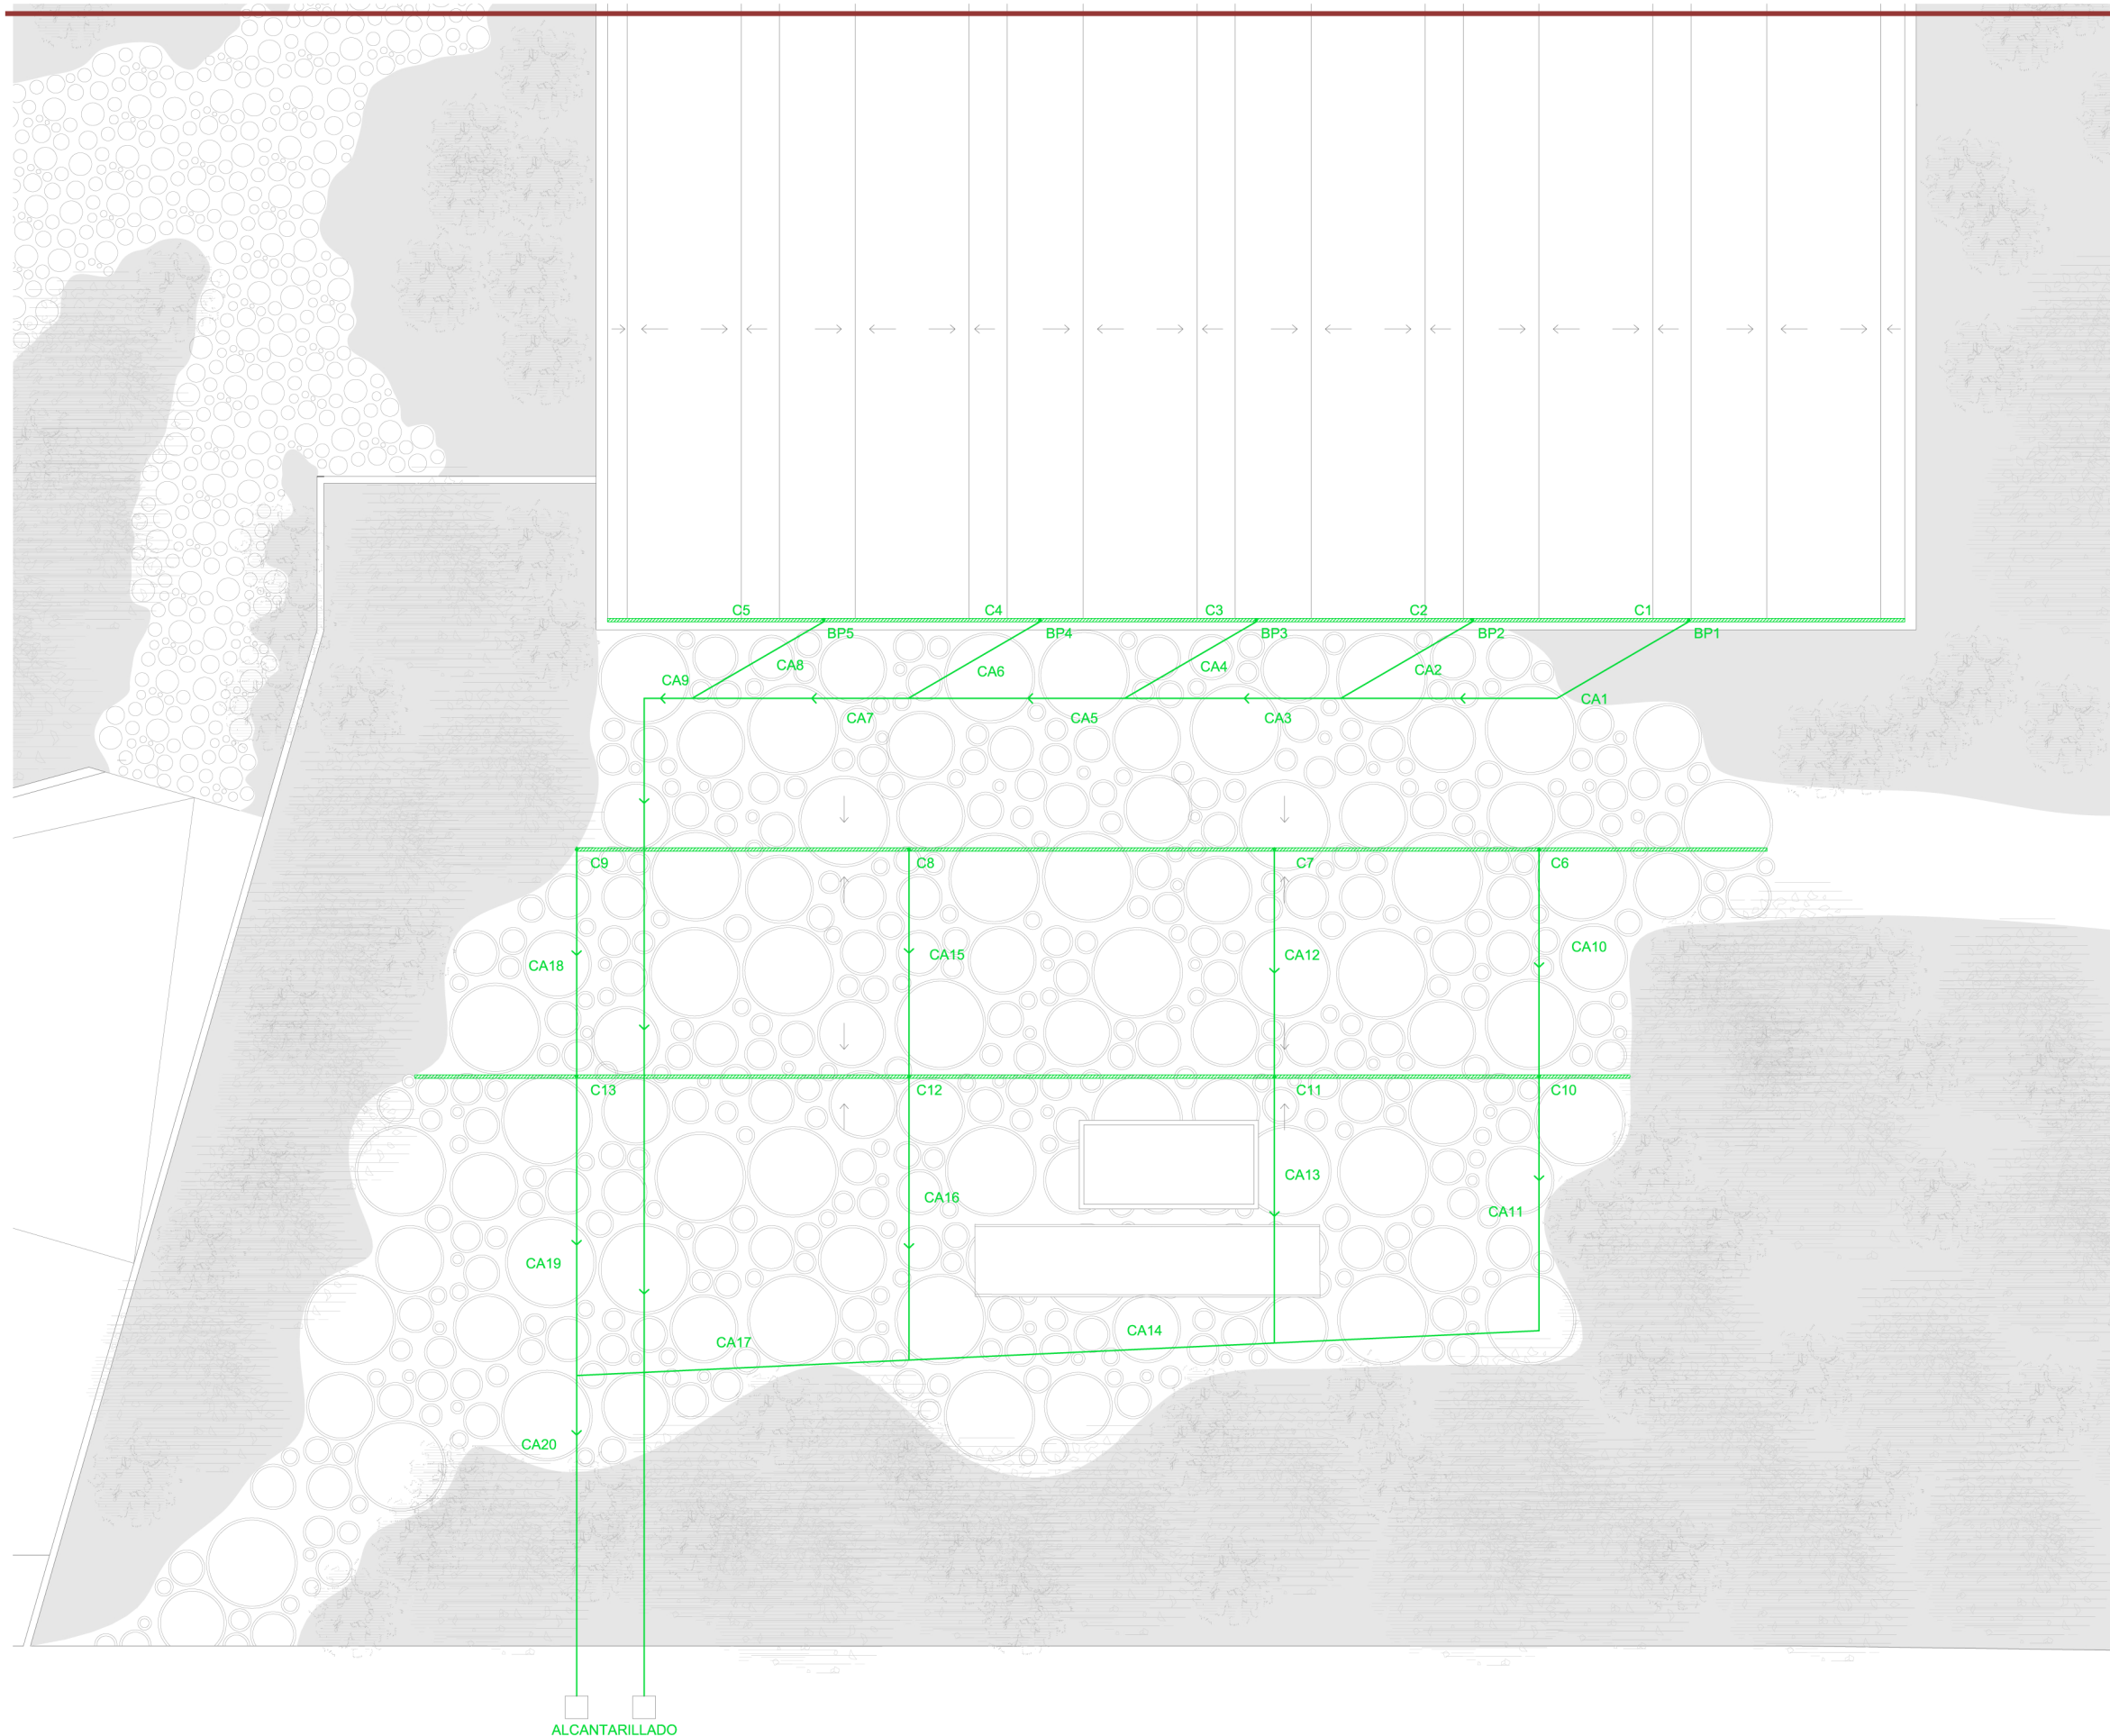 C5 C4 C3 C2 C1
BP5 BP4 BP3 BP2 BP1
CA9 CA8 CA6 CA4 CA2 CA1
CA7 CA5 CA3
C9 C8 C7 C6
CA18 CA15 CA12 CA10
C13 C12 C11 C10
CA16 CA13 CA11
CA19
CA17 CA14
CA20
ALCANTARILLADO